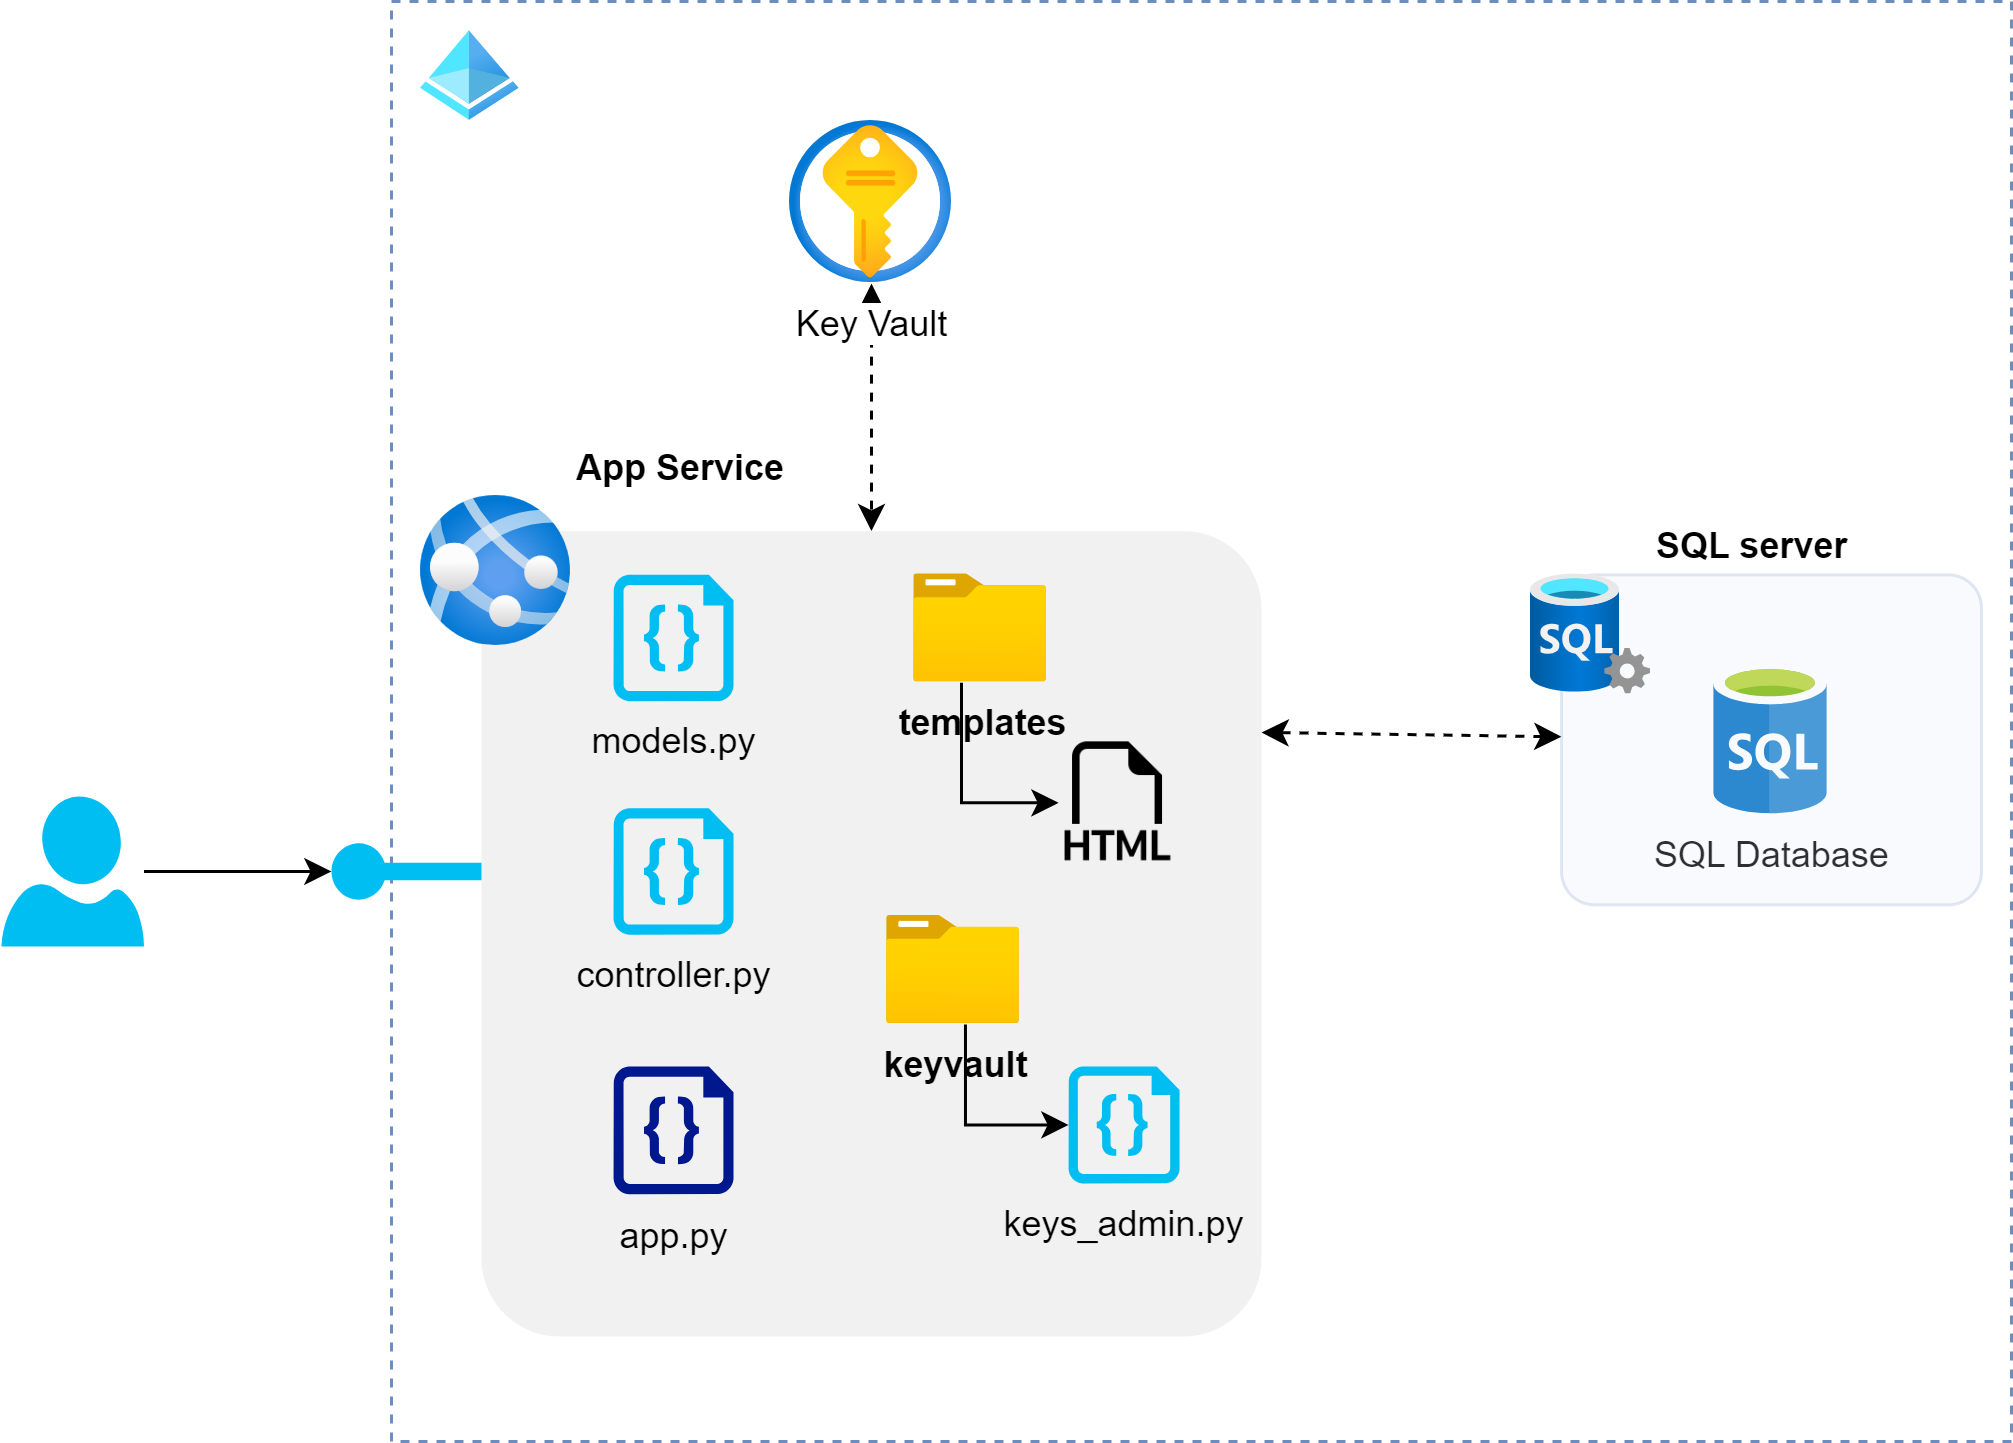 Key Vault
App Service
SQL server
SQL
models.py
templates
SQL
HTML
SQL Database
controller.py
keyvault
app.py
keys_admin.py